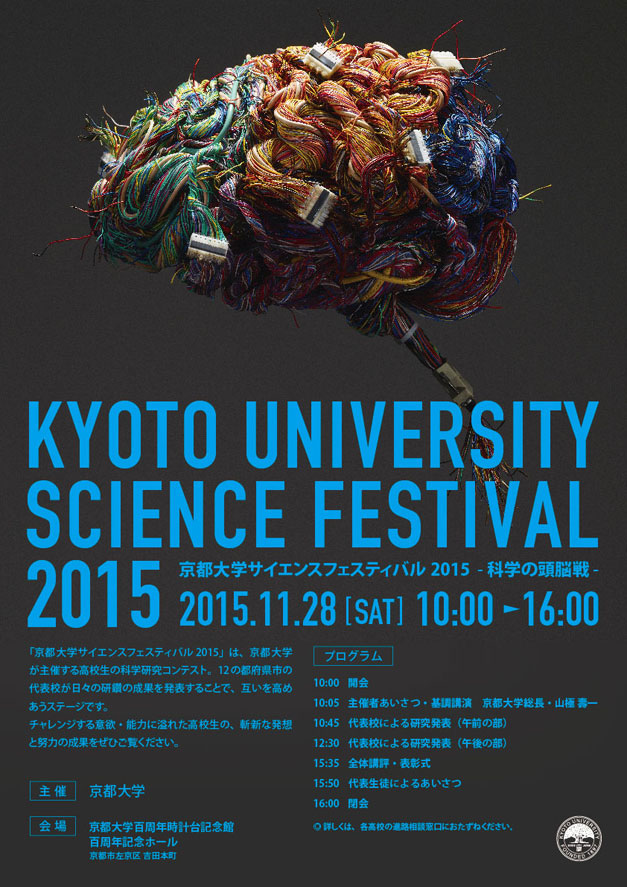 KYOTO UNIVERSITY
SCIENCE FESTIVAL
2015
京都大学サイエンスフェスティバル 2015 - 科学の頭脳戦 -
2015.11.28 [SAT] 10:00 ► 16:00
「京都大学サイエンスフェスティバル 2015」は、京都大学
が主催する高校生の科学研究コンテスト。12の都府県市の
代表校が日々の研鑽の成果を発表することで、互いを高め
あうステージです。
チャレンジする意欲・能力に溢れた高校生の、斬新な発想
と努力の成果をぜひご覧ください。
主 催 京都大学
会 場 京都大学百周年時計台記念館
百周年記念ホール
京都市左京区 吉田本町
プログラム
10:00 開会
10:05 主催者あいさつ・基調講演 京都大学総長・山極 壽一
10:45 代表校による研究発表（午前の部）
12:30 代表校による研究発表（午後の部）
15:35 全体講評・表彰式
15:50 代表生徒によるあいさつ
16:00 閉会
◎ 詳しくは、各高校の進路相談窓口におたずねください。
KYOTO UNIVERSITY
FOUNDED 1897